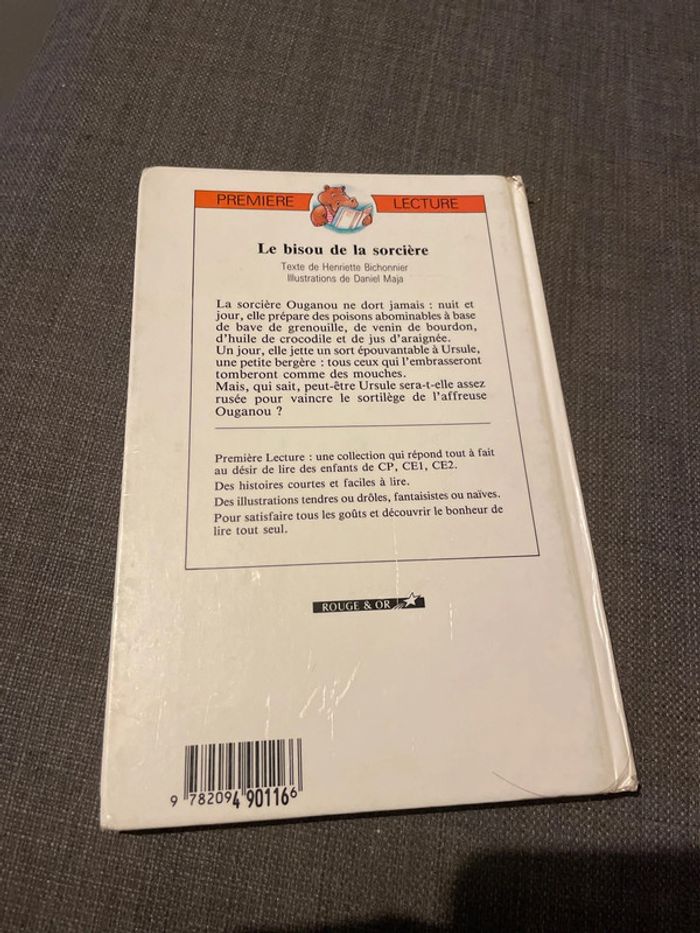 PREMIERE LECTURE
Le bisou de la sorcière
Texte de Henriette Bichonnier
Illustrations de Daniel Maja
La sorcière Ouganou ne dort jamais : nuit et
jour, elle prépare des poisons abominables à base
de bave de grenouille, de venin de bourdon,
d'huile de crocodile et de jus d'araignée.
Un jour, elle jette un sort épouvantable à Ursule,
une petite bergère : tous ceux qui l'embrasseront
tomberont comme des mouches.
Mais, qui sait, peut-être Ursule sera-t-elle assez
rusée pour vaincre le sortilège de l'affreuse
Ouganou ?
Première Lecture : une collection qui répond tout à fait
au désir de lire des enfants de CP, CE1, CE2.
Des histoires courtes et faciles à lire.
Des illustrations tendres ou drôles, fantaisistes ou naïves.
Pour satisfaire tous les goûts et découvrir le bonheur de
lire tout seul.
ROUGE & OR
9 782094 901166